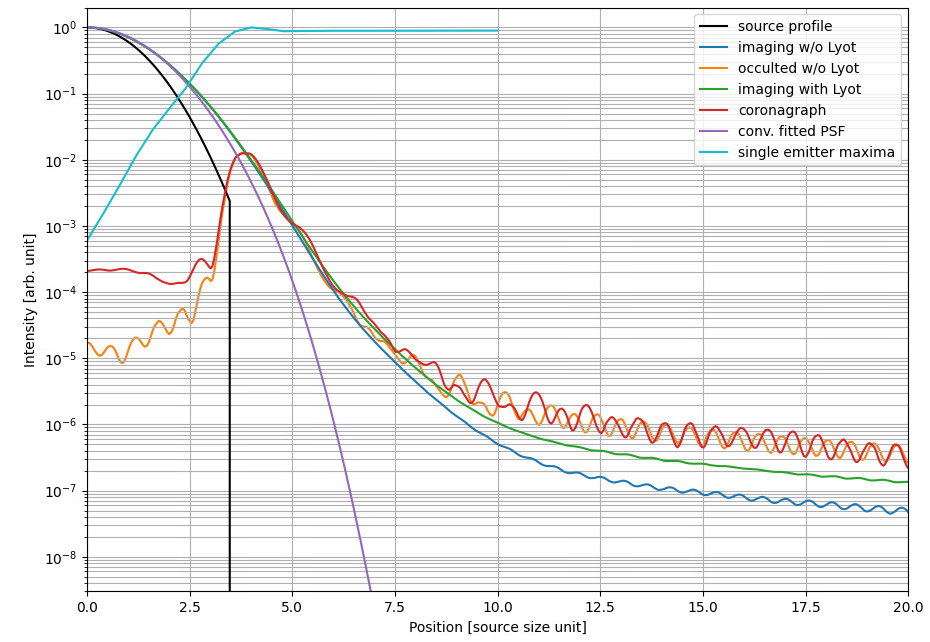 source profile
imaging w/o Lyot
occulted w/o Lyot
imaging with Lyot
coronagraph
conv. fitted PSF
single emitter maxima
Intensity [arb. unit]
10⁰
10⁻¹
10⁻²
10⁻³
10⁻⁴
10⁻⁵
10⁻⁶
10⁻⁷
10⁻⁸
0.0 2.5 5.0 7.5 10.0 12.5 15.0 17.5 20.0
Position [source size unit]